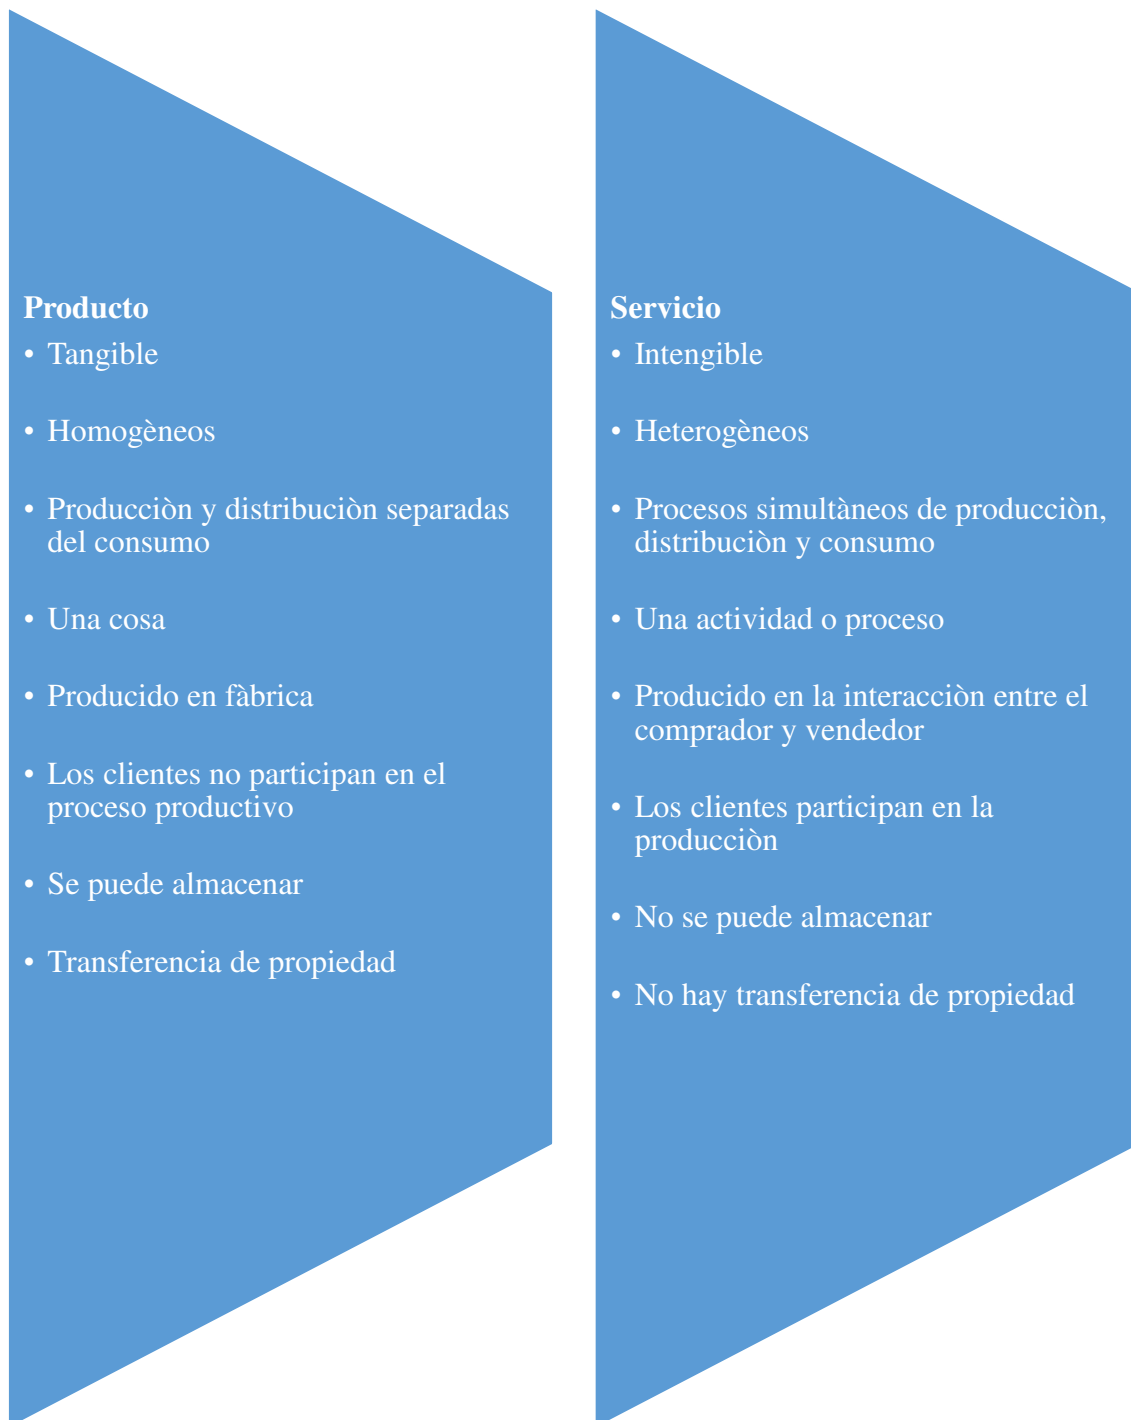 Producto
• Tangible
• Homogèneos
• Producciòn y distribuciòn separadas
del consumo
• Una cosa
• Producido en fàbrica
• Los clientes no participan en el
proceso productivo
• Se puede almacenar
• Transferencia de propiedad
Servicio
• Intengible
• Heterogèneos
• Procesos simultàneos de producciòn,
distribuciòn y consumo
• Una actividad o proceso
• Producido en la interacciòn entre el
comprador y vendedor
• Los clientes participan en la
producciòn
• No se puede almacenar
• No hay transferencia de propiedad